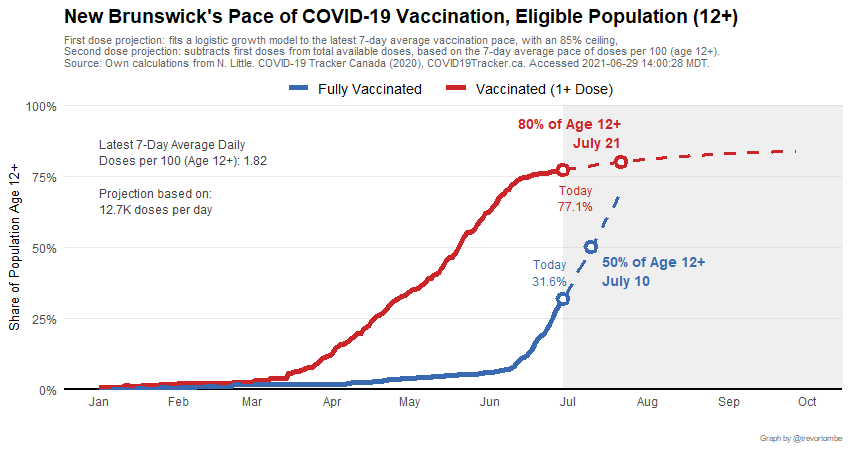 New Brunswick's Pace of COVID-19 Vaccination, Eligible Population (12+)
First dose projection: fits a logistic growth model to the latest 7-day average vaccination pace, with an 85% ceiling,
Second dose projection: subtracts first doses from total available doses, based on the 7-day average pace of doses per 100 (age 12+).
Source: Own calculations from N. Little. COVID-19 Tracker Canada (2020), COVID19Tracker.ca. Accessed 2021-06-29 14:00:28 MDT.
Fully Vaccinated
Vaccinated (1+ Dose)
100%
75%
50%
25%
0%
Share of Population Age 12+
Latest 7-Day Average Daily
Doses per 100 (Age 12+): 1.82
Projection based on:
12.7K doses per day
80% of Age 12+
July 21
Today
77.1%
Today
31.6%
50% of Age 12+
July 10
Jan Feb Mar Apr May Jun Jul Aug Sep Oct
Graph by @trevortombe